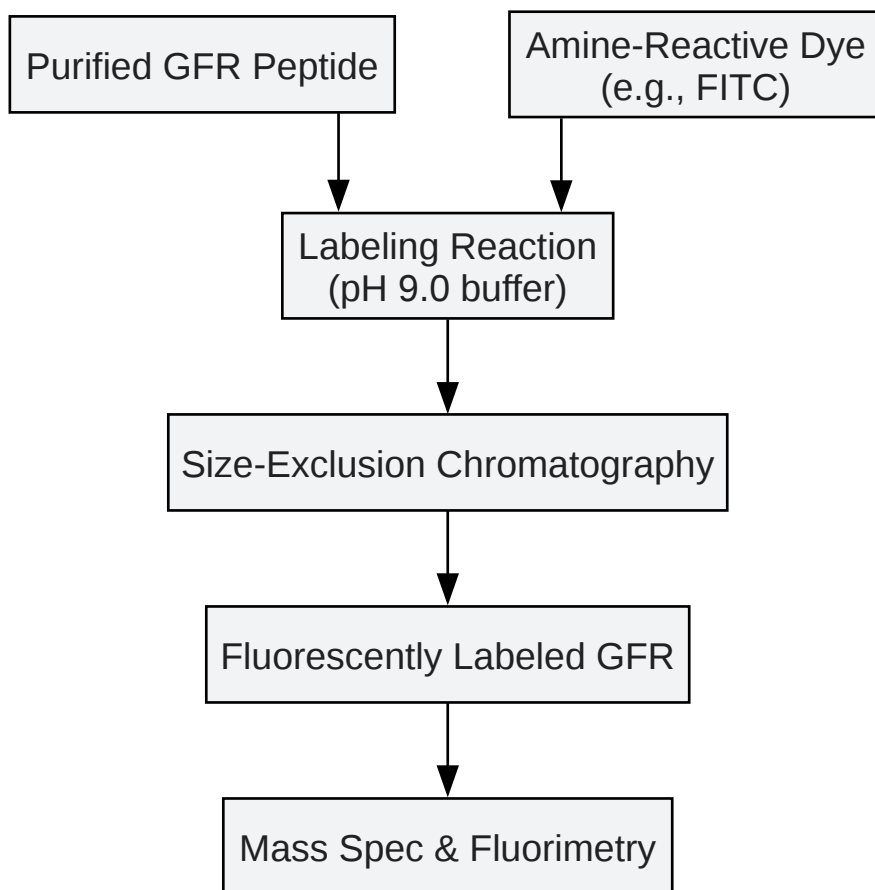 Purified GFR Peptide
Amine-Reactive Dye
(e.g., FITC)
Labeling Reaction
(pH 9.0 buffer)
Size-Exclusion Chromatography
Fluorescently Labeled GFR
Mass Spec & Fluorimetry